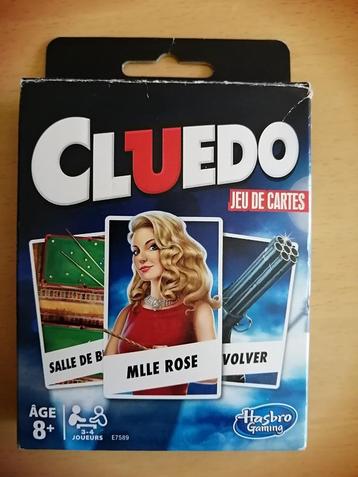 CLUEDO
JEU DE CARTES
SALLE DE B
MLLE ROSE
VOLVER
ÂGE
8+
3-4
JOUEURS
E7589
Hasbro
Gaming